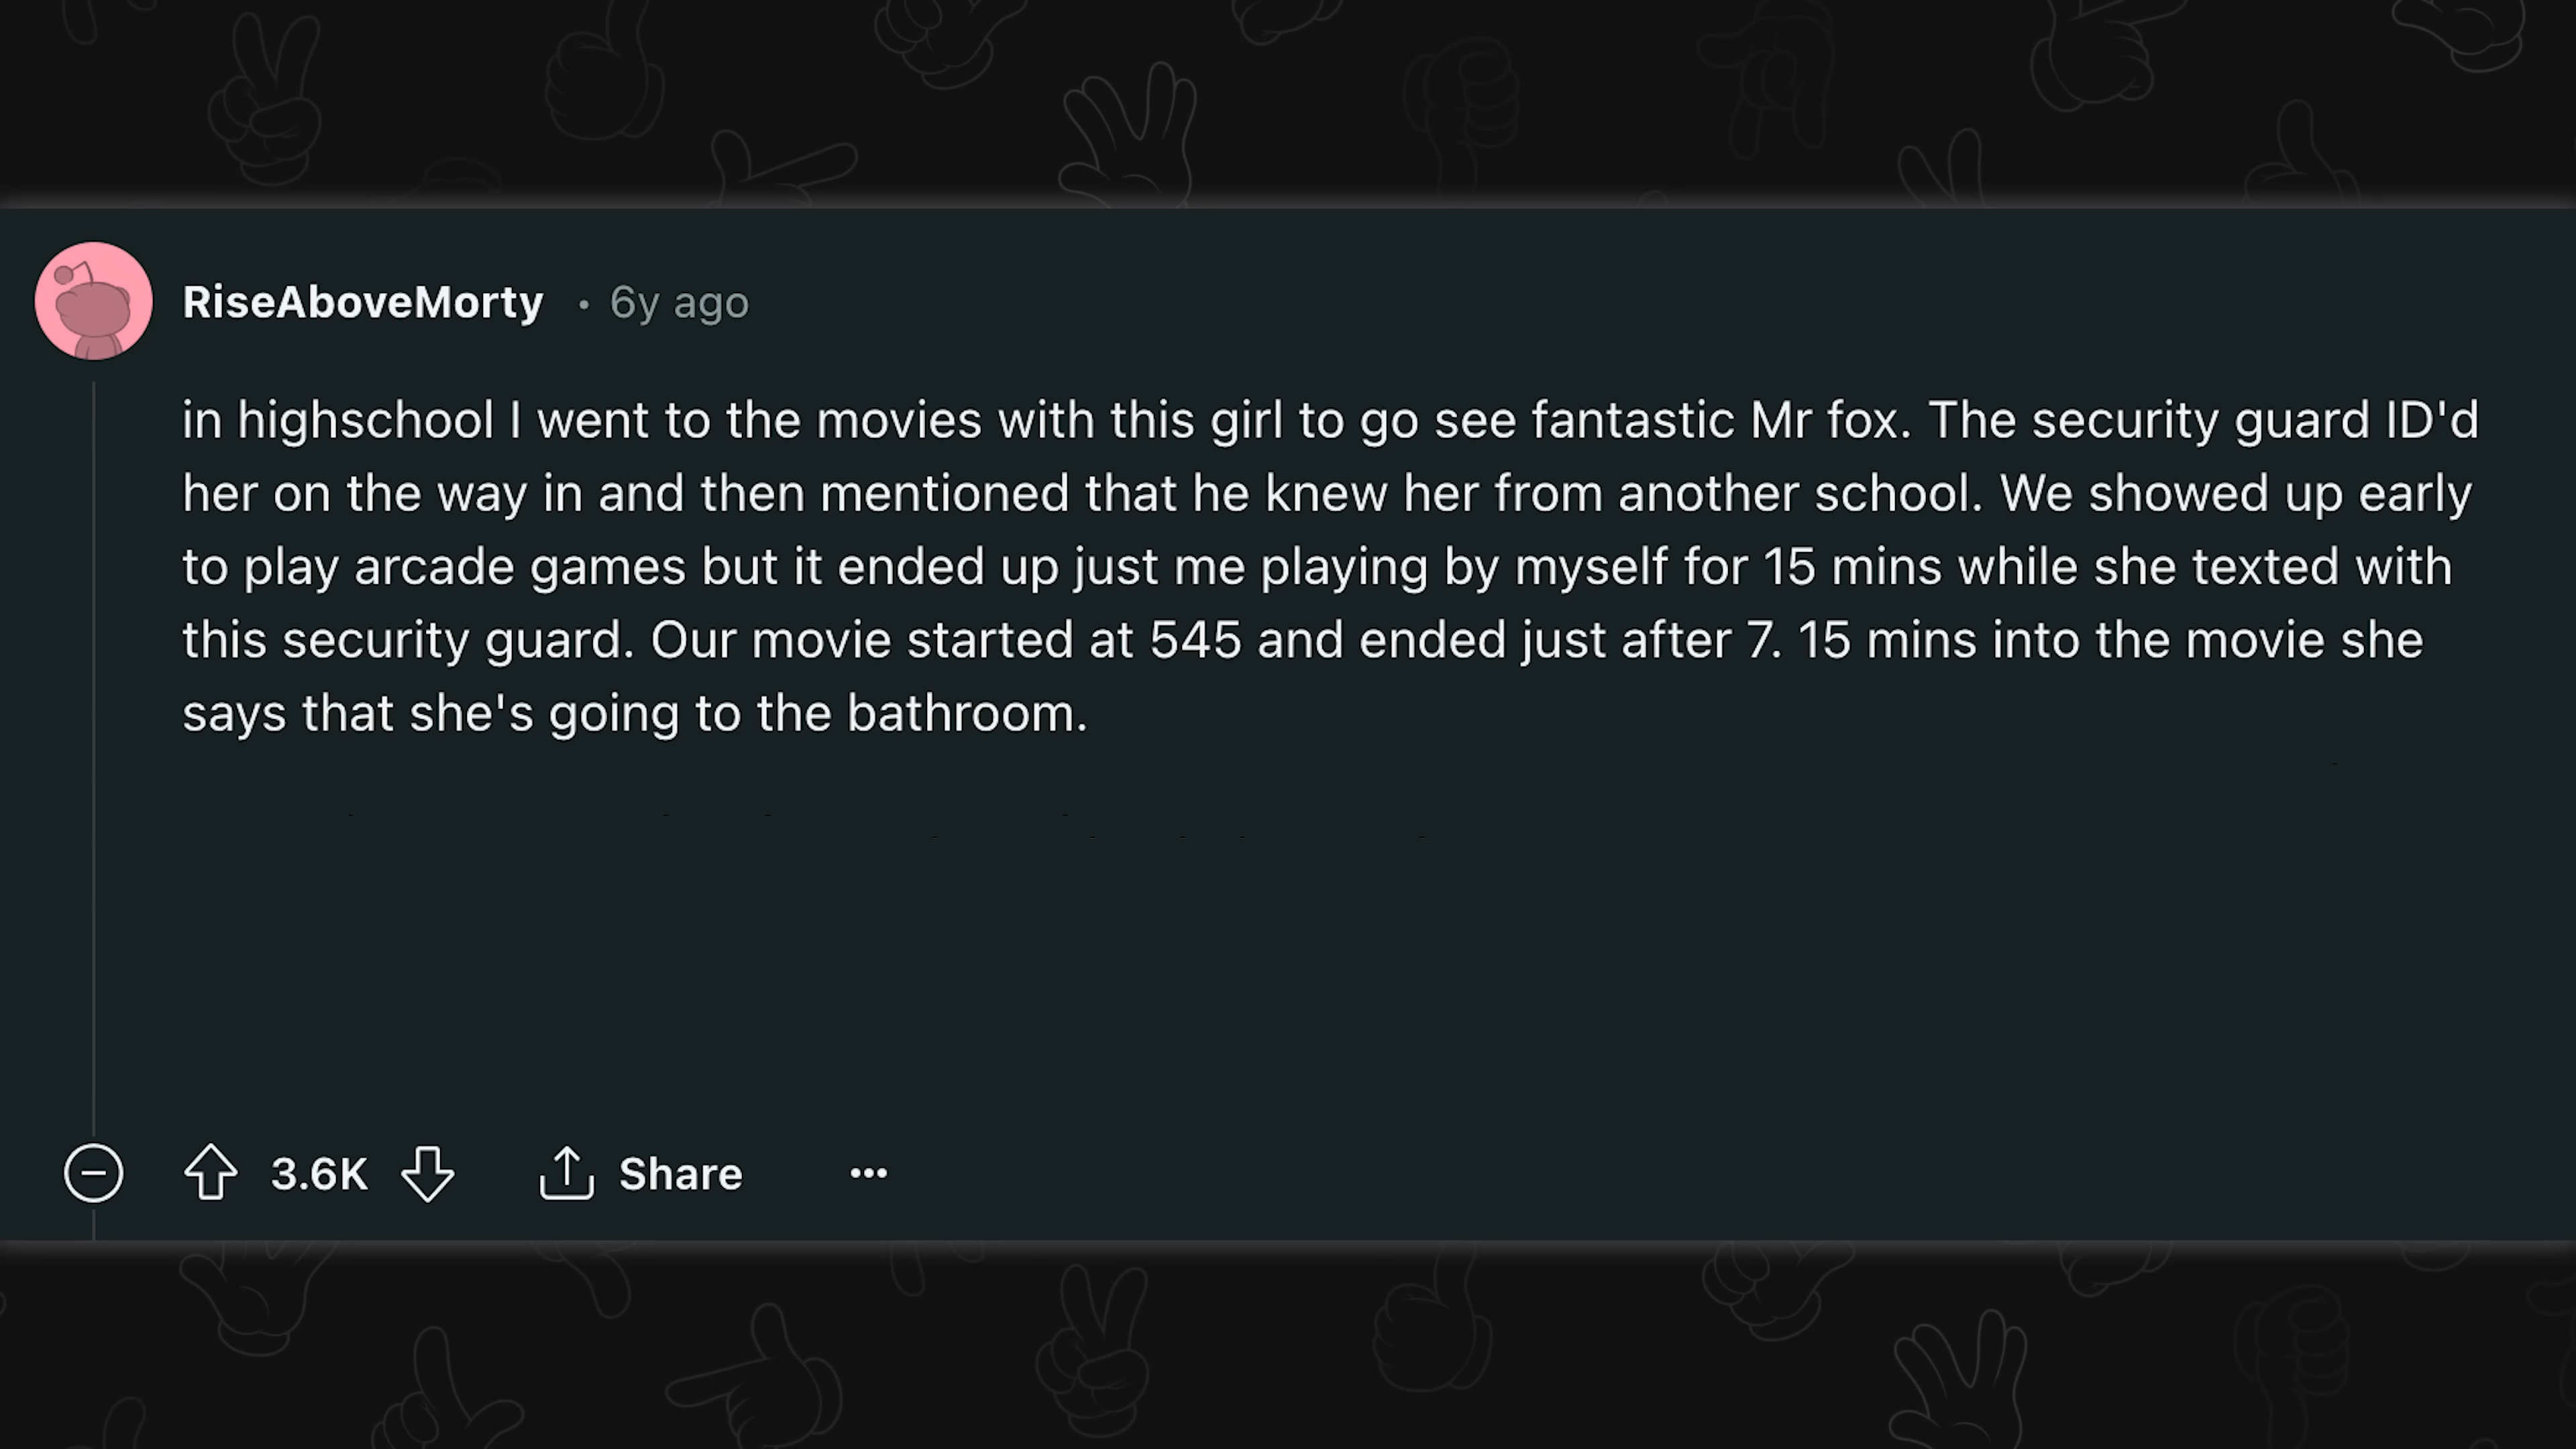 RiseAboveMorty • 6y ago
in highschool I went to the movies with this girl to go see fantastic Mr fox. The security guard ID'd
her on the way in and then mentioned that he knew her from another school. We showed up early
to play arcade games but it ended up just me playing by myself for 15 mins while she texted with
this security guard. Our movie started at 545 and ended just after 7. 15 mins into the movie she
says that she's going to the bathroom.
3.6K Share ...